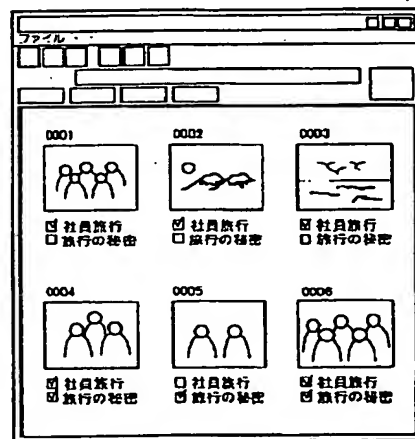 ファイル・・
0001 0002 0003
☑ 社員旅行 ☑ 社員旅行 ☑ 社員旅行
☐ 旅行の秘密 ☐ 旅行の秘密 ☐ 旅行の秘密
0004 0005 0006
☑ 社員旅行 ☐ 社員旅行 ☑ 社員旅行
☑ 旅行の秘密 ☑ 旅行の秘密 ☑ 旅行の秘密